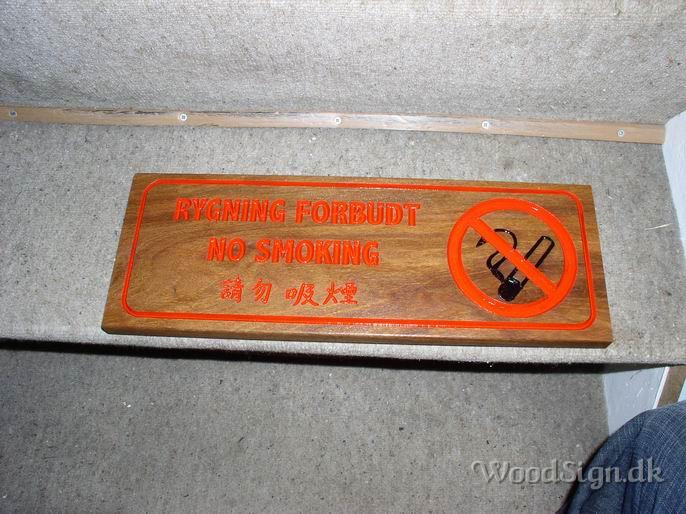 RYGNING FORBUDT
NO SMOKING
請勿 吸煙
WoodSign.dk